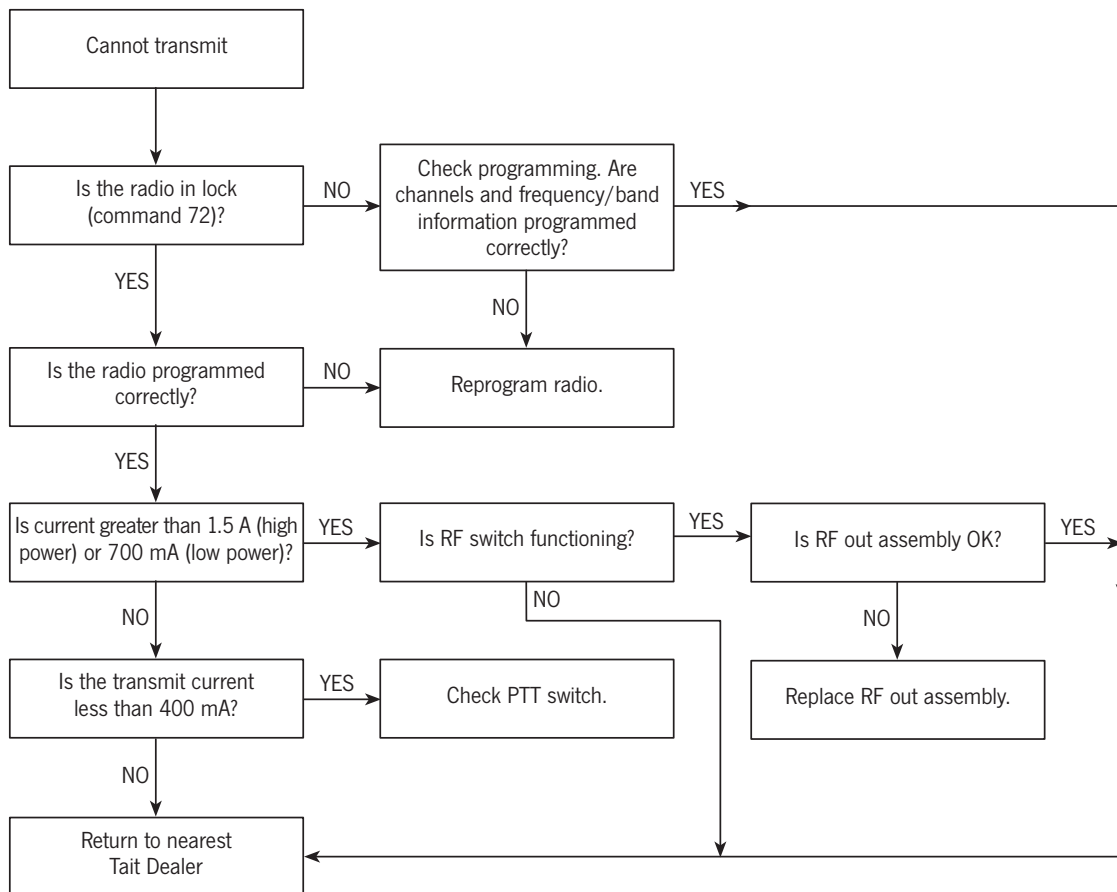 Cannot transmit
Is the radio in lock
(command 72)?
NO
Check programming. Are
channels and frequency/band
information programmed
correctly?
YES
YES
NO
Is the radio programmed
correctly?
NO
Reprogram radio.
YES
Is current greater than 1.5 A (high
power) or 700 mA (low power)?
YES
Is RF switch functioning?
YES
Is RF out assembly OK?
YES
NO
NO
NO
Is the transmit current
less than 400 mA?
YES
Check PTT switch.
Replace RF out assembly.
NO
Return to nearest
Tait Dealer